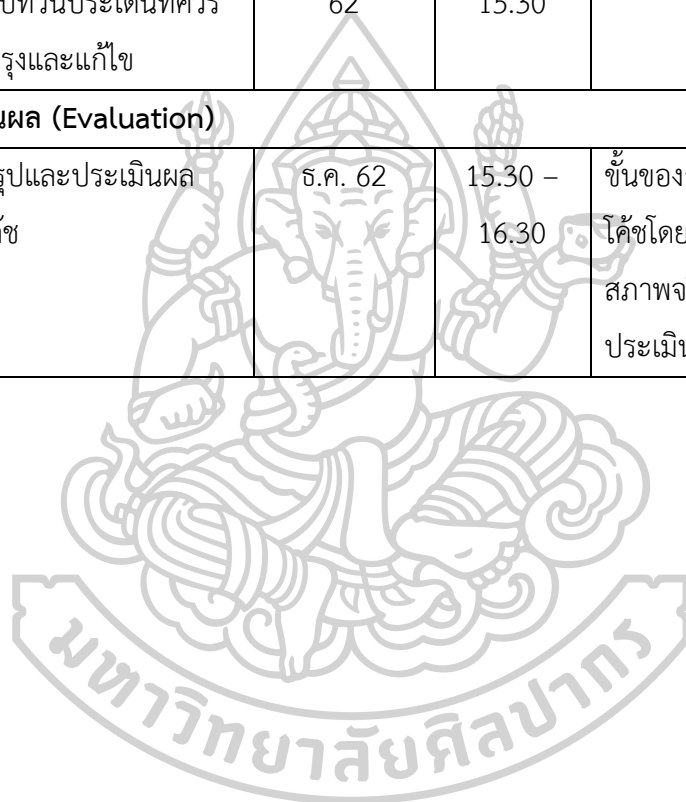 ปทวนประเด็นที่ควร 62 15.30
รุงและแก้ไข
นผล (Evaluation)
รุปและประเมินผล ธ.ค. 62 15.30 – ขั้นของ
ช 16.30 โค้ชโดย
สภาพจ
ประเมิน
มหาวิทยาลัยศิลปากร